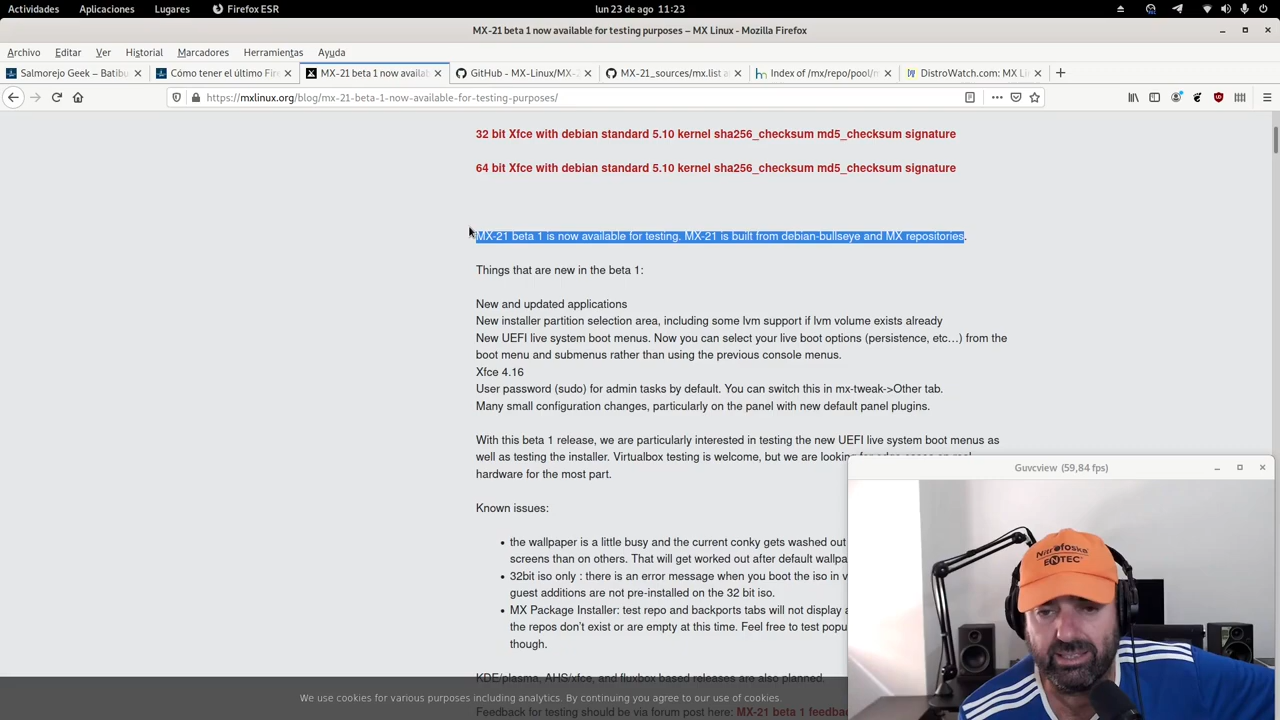 Actividades Aplicaciones Lugares Firefox ESR lun 23 de ago 11:23
MX-21 beta 1 now available for testing purposes – MX Linux - Mozilla Firefox
Archivo Editar Ver Historial Marcadores Herramientas Ayuda
Salmorejo Geek – Batibu
Cómo tener el último Fire
MX-21 beta 1 now availab
GitHub - MX-Linux/MX-2
MX-21_sources/mx.list a
Index of /mx/repo/pool/m
DistroWatch.com: MX Li
https://mxlinux.org/blog/mx-21-beta-1-now-available-for-testing-purposes/
32 bit Xfce with debian standard 5.10 kernel sha256_checksum md5_checksum signature
64 bit Xfce with debian standard 5.10 kernel sha256_checksum md5_checksum signature
MX-21 beta 1 is now available for testing. MX-21 is built from debian-bullseye and MX repositories.
Things that are new in the beta 1:
New and updated applications
New installer partition selection area, including some lvm support if lvm volume exists already
New UEFI live system boot menus. Now you can select your live boot options (persistence, etc…) from the
boot menu and submenus rather than using the previous console menus.
Xfce 4.16
User password (sudo) for admin tasks by default. You can switch this in mx-tweak->Other tab.
Many small configuration changes, particularly on the panel with new default panel plugins.
With this beta 1 release, we are particularly interested in testing the new UEFI live system boot menus as
well as testing the installer. Virtualbox testing is welcome, but we are looking
hardware for the most part.
Known issues:
• the wallpaper is a little busy and the current conky gets washed out
screens than on others. That will get worked out after default wallpa
• 32bit iso only : there is an error message when you boot the iso in v
guest additions are not pre-installed on the 32 bit iso.
• MX Package Installer: test repo and backports tabs will not display a
the repos don't exist or are empty at this time. Feel free to test popu
though.
KDE/plasma, AHS/xfce, and fluxbox based releases are also planned.
We use cookies for various purposes including analytics. By continuing you agree to our use of cookies.
Feedback for testing should be via forum post here: MX-21 beta 1 feedba
Guvcview (59,84 fps)
Nitrofoska
ENTEC